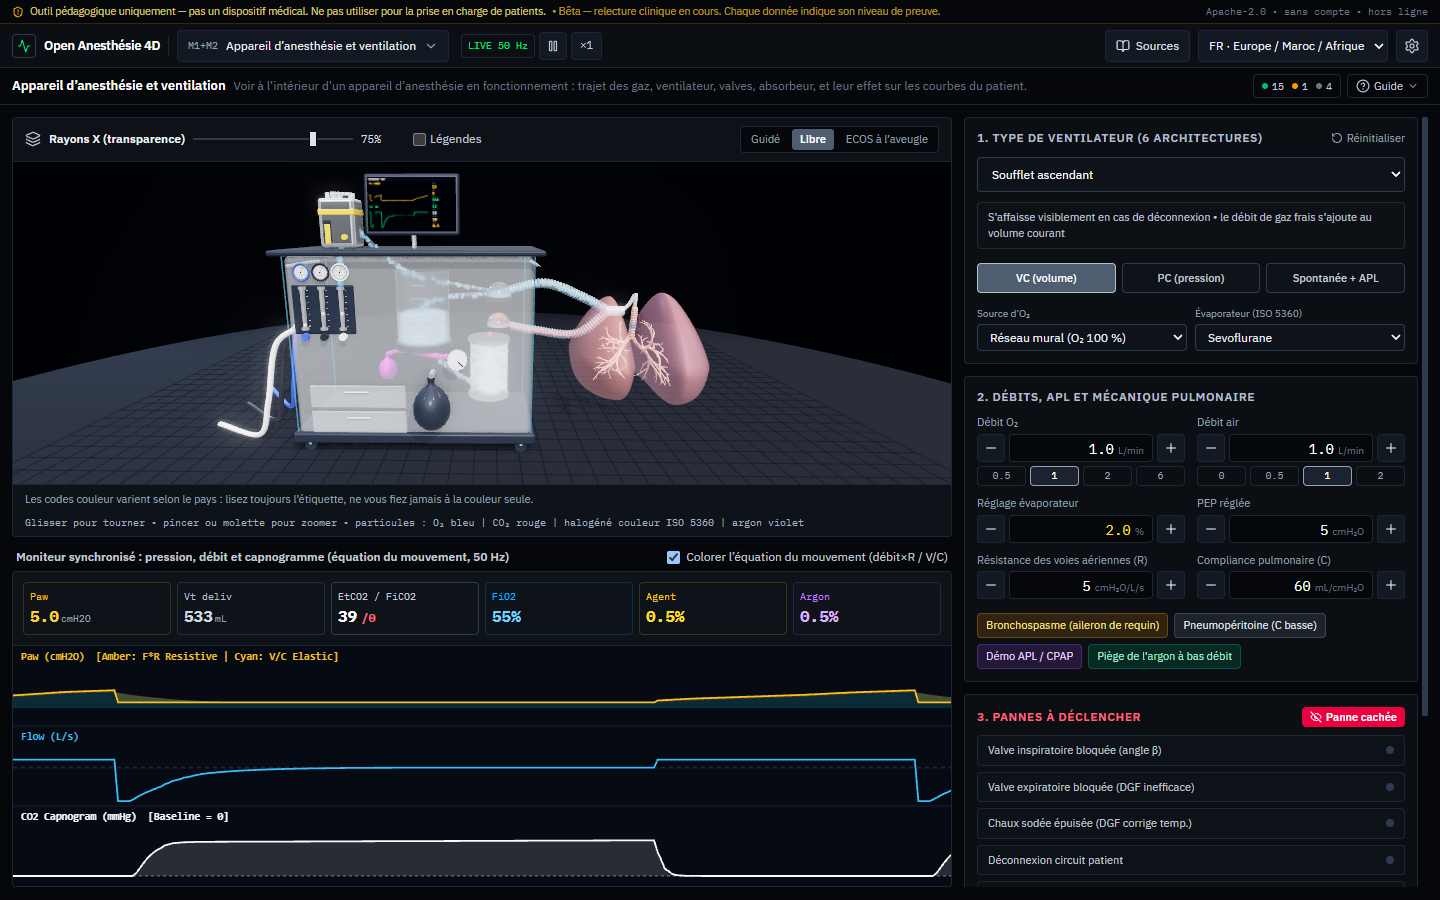 Outil pédagogique uniquement — pas un dispositif médical. Ne pas utiliser pour la prise en charge de patients. • Bêta — relecture clinique en cours. Chaque donnée indique son niveau de preuve.
Apache-2.0 • sans compte • hors ligne
Open Anesthésie 4D
M1+M2 Appareil d’anesthésie et ventilation
LIVE 50 Hz
×1
Sources
FR · Europe / Maroc / Afrique
Appareil d’anesthésie et ventilation
Voir à l’intérieur d’un appareil d’anesthésie en fonctionnement : trajet des gaz, ventilateur, valves, absorbeur, et leur effet sur les courbes du patient.
15 1 4
Guide
Rayons X (transparence)
75%
Légendes
Guidé
Libre
ECOS à l’aveugle
Les codes couleur varient selon le pays : lisez toujours l’étiquette, ne vous fiez jamais à la couleur seule.
Glisser pour tourner • pincer ou molette pour zoomer • particules : O₂ bleu | CO₂ rouge | halogéné couleur ISO 5360 | argon violet
Moniteur synchronisé : pression, débit et capnogramme (équation du mouvement, 50 Hz)
Colorer l’équation du mouvement (débit×R / V/C)
Paw
5.0 cmH2O
Vt deliv
533 mL
EtCO2 / FiCO2
39 /0
FiO2
55%
Agent
0.5%
Argon
0.5%
Paw (cmH2O) [Amber: F*R Resistive | Cyan: V/C Elastic]
Flow (L/s)
CO2 Capnogram (mmHg) [Baseline = 0]
1. TYPE DE VENTILATEUR (6 ARCHITECTURES)
Réinitialiser
Soufflet ascendant
S’affaisse visiblement en cas de déconnexion • le débit de gaz frais s’ajoute au
volume courant
VC (volume)
PC (pression)
Spontanée + APL
Source d’O₂
Évaporateur (ISO 5360)
Réseau mural (O₂ 100 %)
Sevoflurane
2. DÉBITS, APL ET MÉCANIQUE PULMONAIRE
Débit O₂
Débit air
− 1.0 L/min +
− 1.0 L/min +
0.5 1 2 6
0 0.5 1 2
Réglage évaporateur
PEP réglée
− 2.0 % +
− 5 cmH₂O +
Résistance des voies aériennes (R)
Compliance pulmonaire (C)
− 5 cmH₂O/L/s +
− 60 mL/cmH₂O +
Bronchospasme (aileron de requin)
Pneumopéritoine (C basse)
Démo APL / CPAP
Piège de l’argon à bas débit
3. PANNES À DÉCLENCHER
Panne cachée
Valve inspiratoire bloquée (angle β)
Valve expiratoire bloquée (DGF inefficace)
Chaux sodée épuisée (DGF corrige temp.)
Déconnexion circuit patient